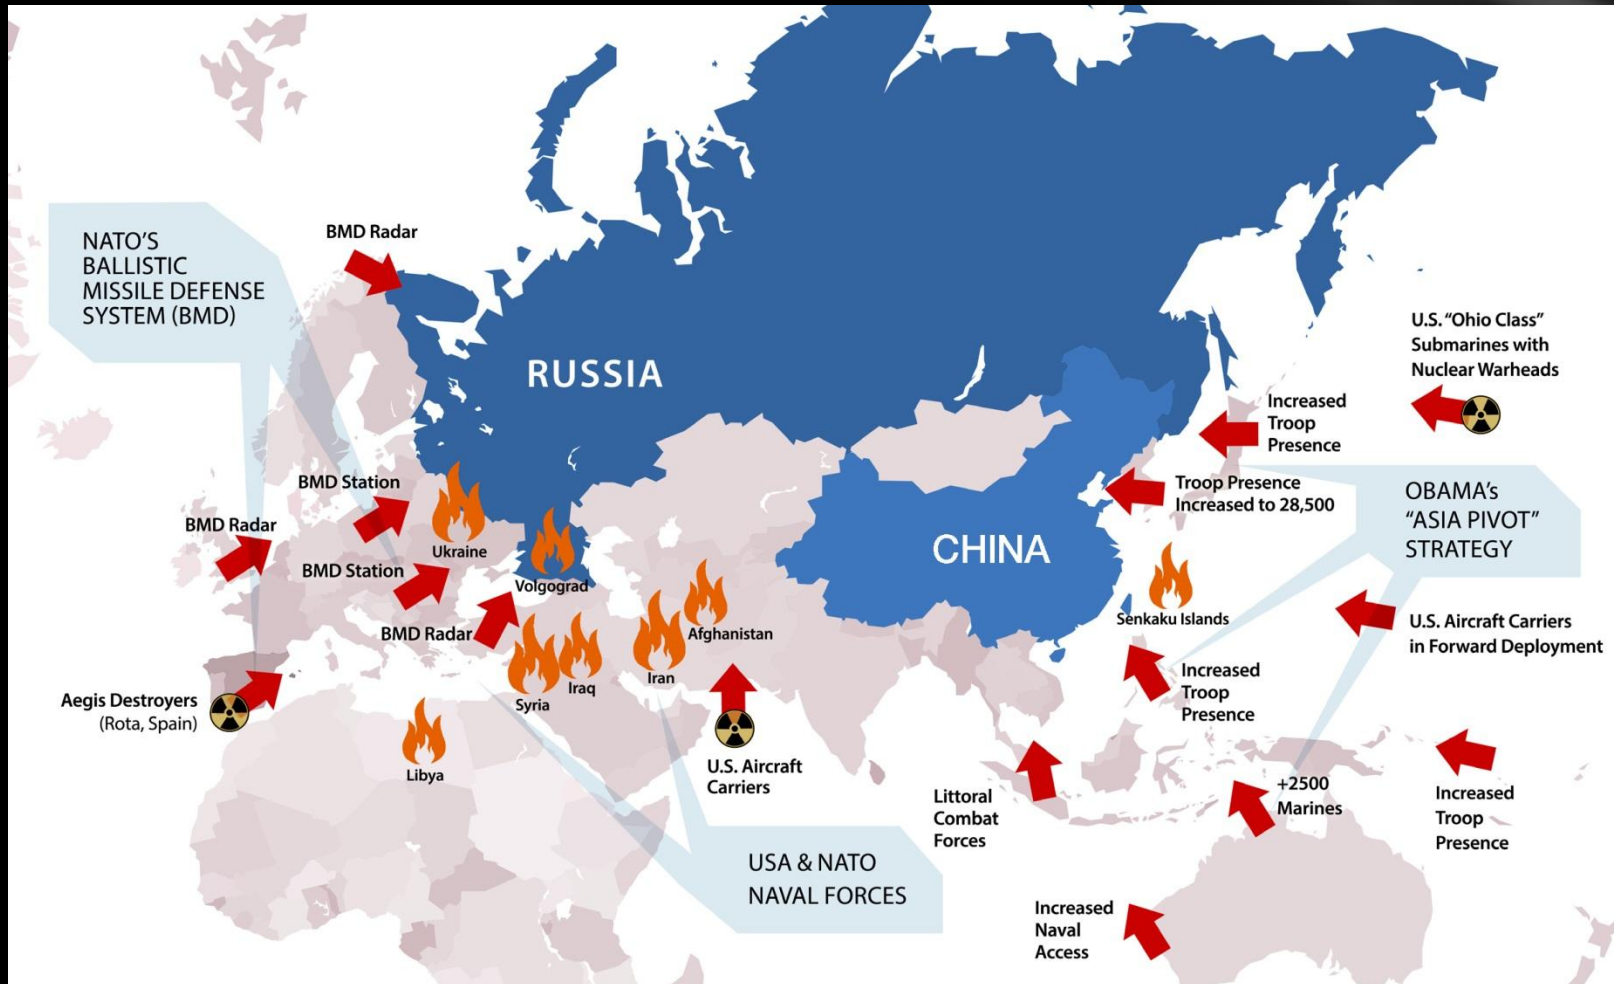 NATO'S
BALLISTIC
MISSILE DEFENSE
SYSTEM (BMD)
BMD Radar
RUSSIA
U.S. “Ohio Class”
Submarines with
Nuclear Warheads
Increased
Troop
Presence
BMD Station
Troop Presence
Increased to 28,500
OBAMA's
“ASIA PIVOT”
STRATEGY
BMD Radar
Ukraine
CHINA
BMD Station
Volgograd
Senkaku Islands
U.S. Aircraft Carriers
in Forward Deployment
BMD Radar
Afghanistan
Syria
Iraq
Iran
Increased
Troop
Presence
Aegis Destroyers
(Rota, Spain)
Libya
U.S. Aircraft
Carriers
Littoral
Combat
Forces
+2500
Marines
Increased
Troop
Presence
USA & NATO
NAVAL FORCES
Increased
Naval
Access